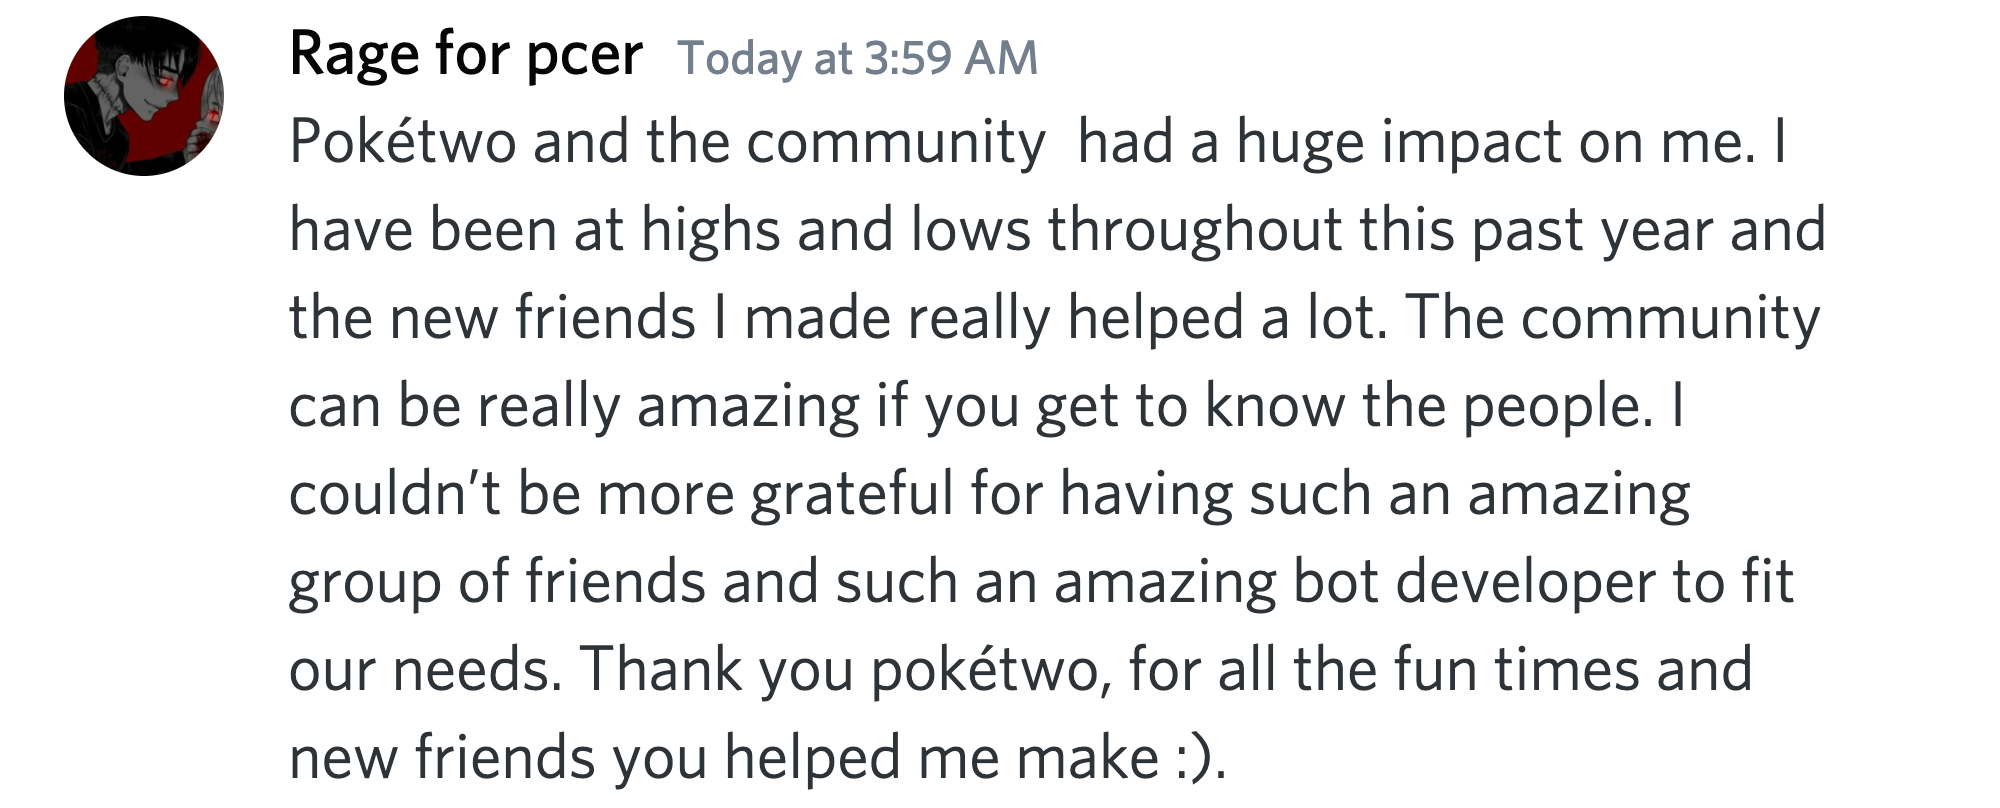 Rage for pcer Today at 3:59 AM
Pokétwo and the community  had a huge impact on me. I
have been at highs and lows throughout this past year and
the new friends I made really helped a lot. The community
can be really amazing if you get to know the people. I
couldn’t be more grateful for having such an amazing
group of friends and such an amazing bot developer to fit
our needs. Thank you pokétwo, for all the fun times and
new friends you helped me make :).